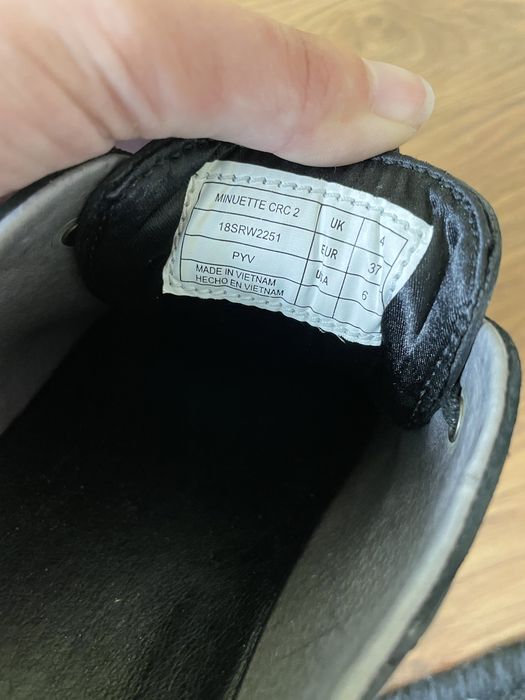 MINUETTE CRC 2 UK 4
18SRW2251 EUR 37
PYV USA 6
MADE IN VIETNAM
HECHO EN VIETNAM